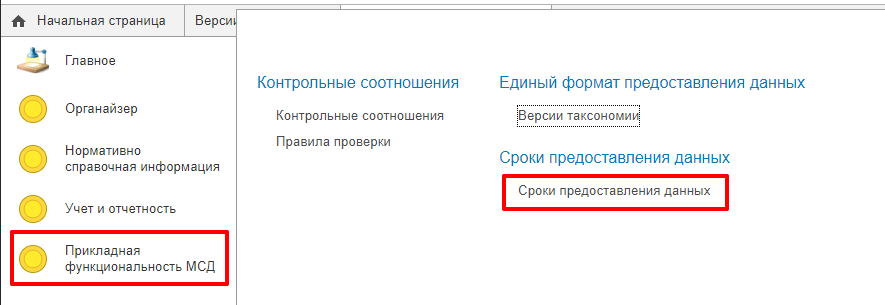 Начальная страница
Версии
Главное
Органайзер
Нормативно
справочная информация
Учет и отчетность
Прикладная
функциональность МСД
Контрольные соотношения
Контрольные соотношения
Правила проверки
Единый формат предоставления данных
Версии таксономии
Сроки предоставления данных
Сроки предоставления данных